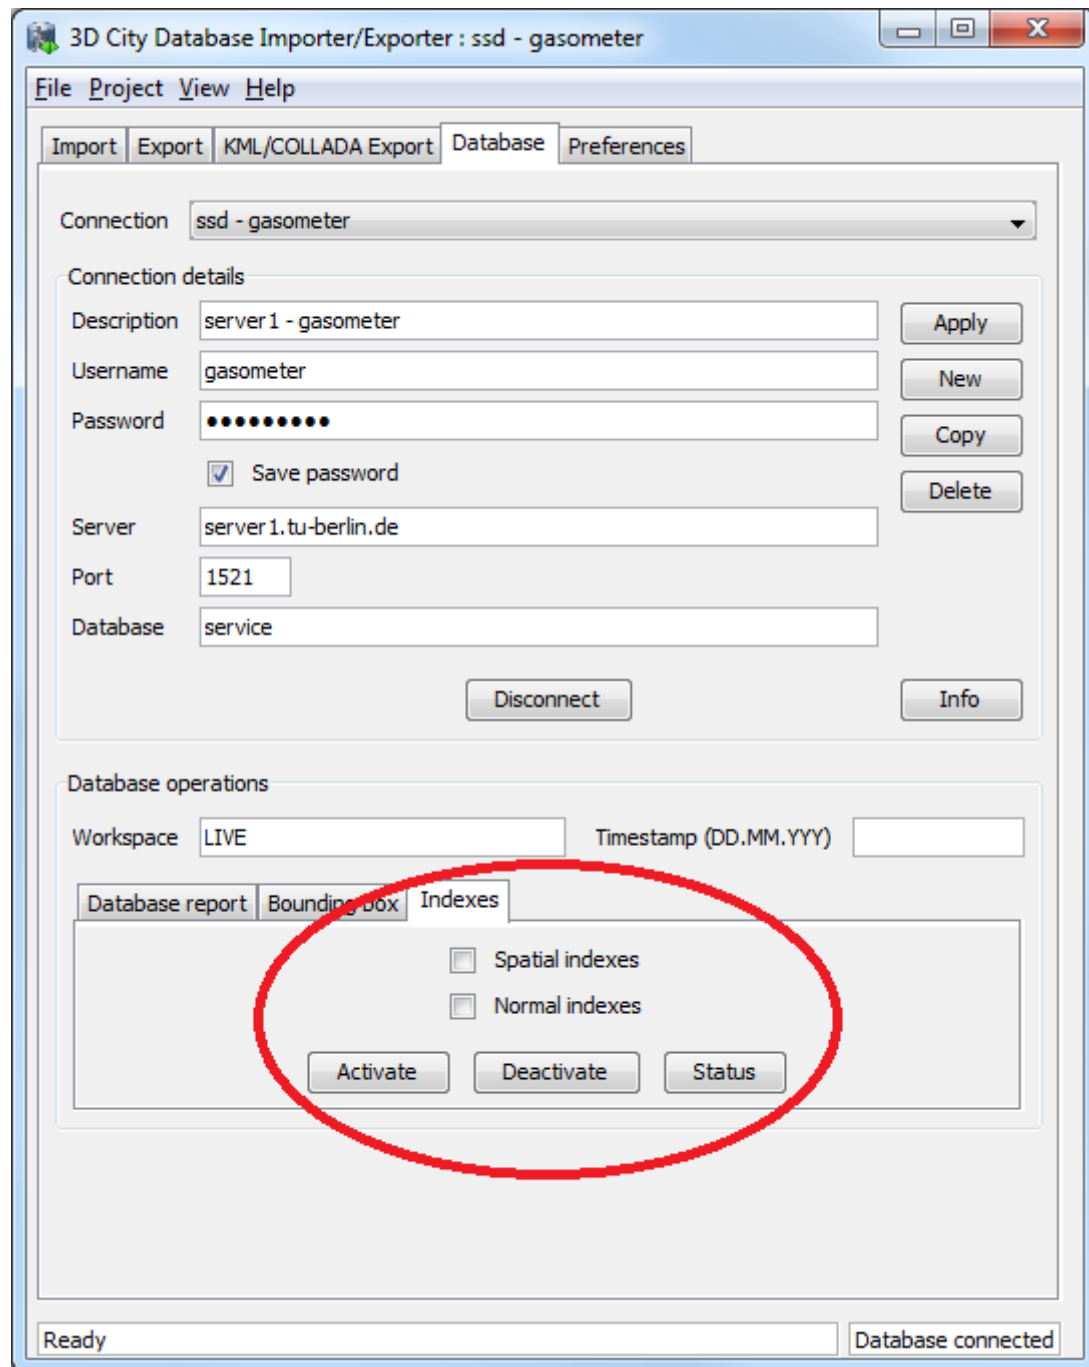 3D City Database Importer/Exporter : ssd - gasometer
File Project View Help
Import Export KML/COLLADA Export Database Preferences
Connection ssd - gasometer
Connection details
Description server1 - gasometer Apply
Username gasometer New
Password ●●●●●●●●● Copy
Save password Delete
Server server1.tu-berlin.de
Port 1521
Database service
Disconnect Info
Database operations
Workspace LIVE Timestamp (DD.MM.YYY)
Database report Bounding box Indexes
Spatial indexes
Normal indexes
Activate Deactivate Status
Ready Database connected